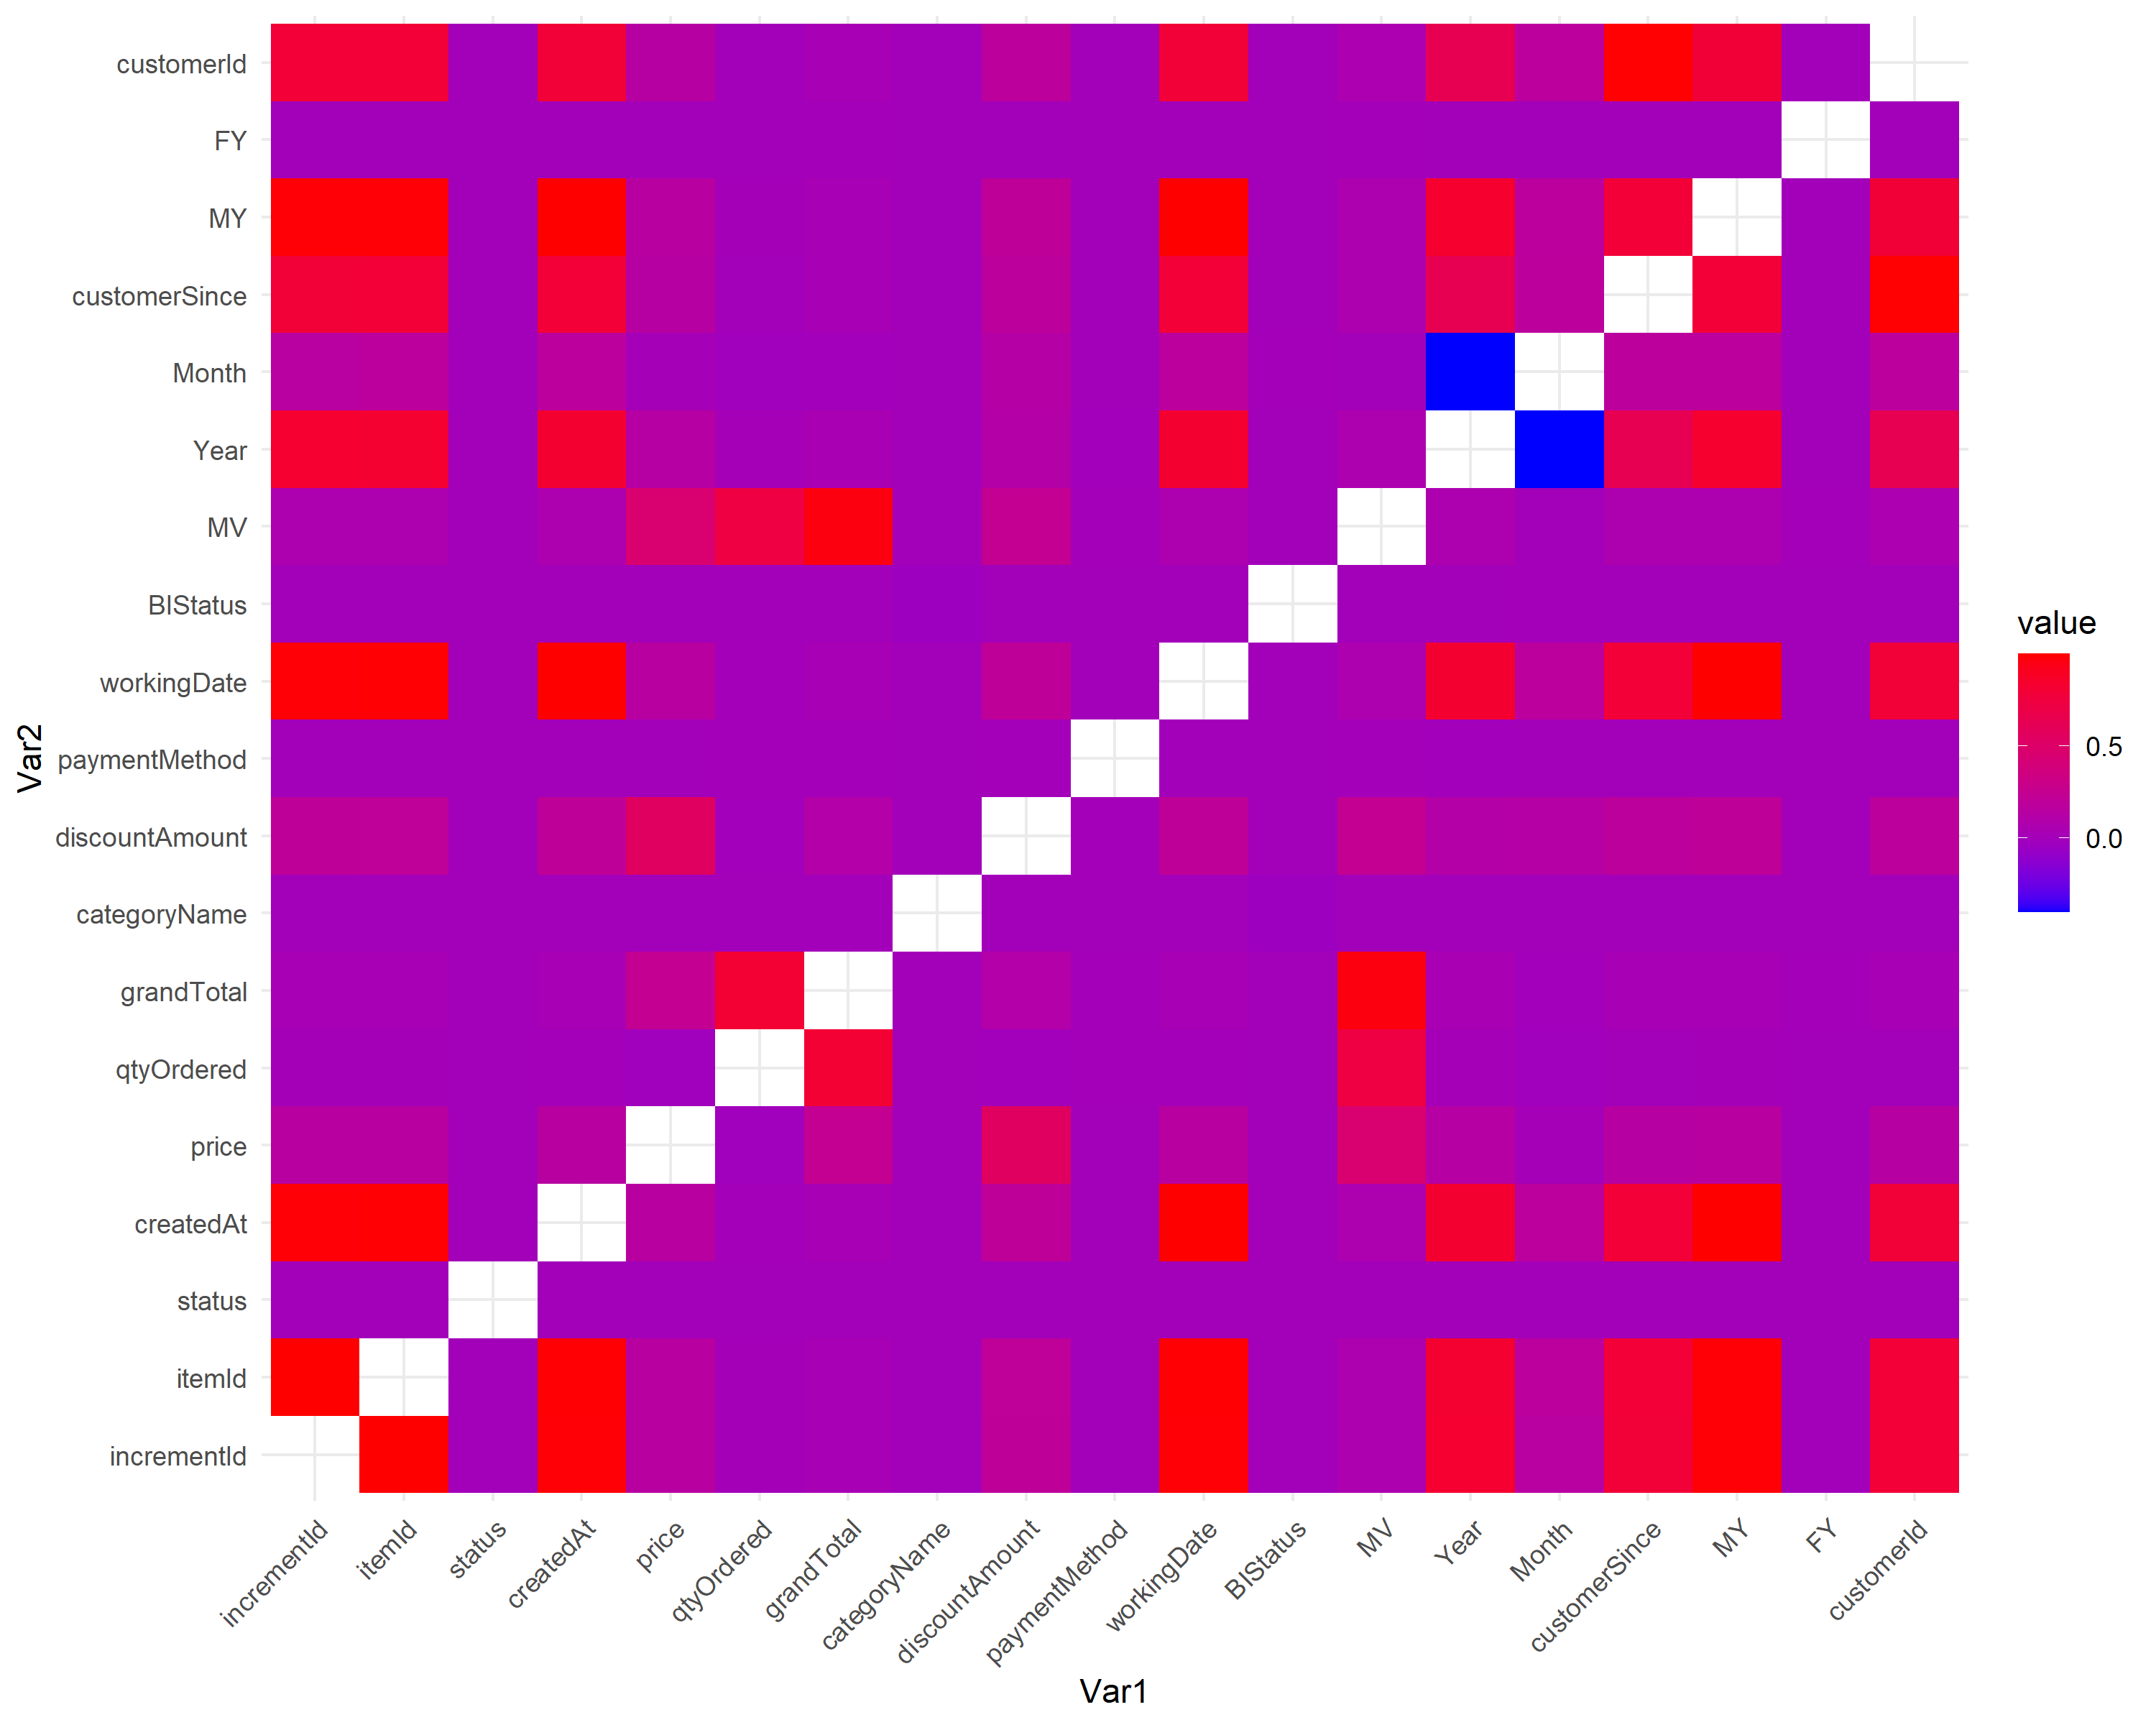 customerId
FY
MY
customerSince
Month
Year
MV
BIStatus
workingDate
paymentMethod
discountAmount
categoryName
grandTotal
qtyOrdered
price
createdAt
status
itemId
incrementId
Var2
incrementId
itemId
status
createdAt
price
qtyOrdered
grandTotal
categoryName
discountAmount
paymentMethod
workingDate
BIStatus
MV
Year
Month
customerSince
MY
FY
customerId
Var1
value
0.5
0.0